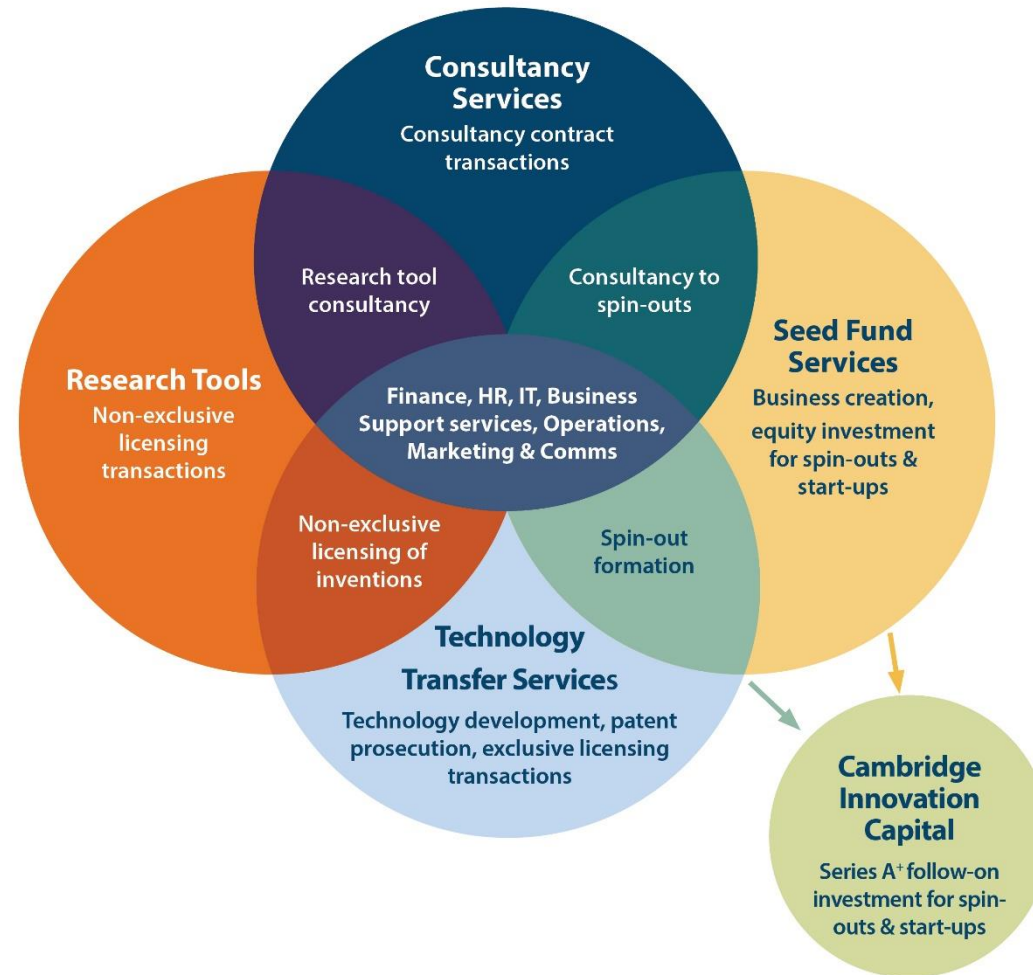 Consultancy
Services
Consultancy contract
transactions
Research tool
consultancy
Consultancy to
spin-outs
Research Tools
Non-exclusive
licensing
transactions
Finance, HR, IT, Business
Support services, Operations,
Marketing & Comms
Seed Fund
Services
Business creation,
equity investment
for spin-outs &
start-ups
Non-exclusive
licensing of
inventions
Spin-out
formation
Technology
Transfer Services
Technology development, patent
prosecution, exclusive licensing
transactions
Cambridge
Innovation
Capital
Series A⁺ follow-on
investment for spin-
outs & start-ups